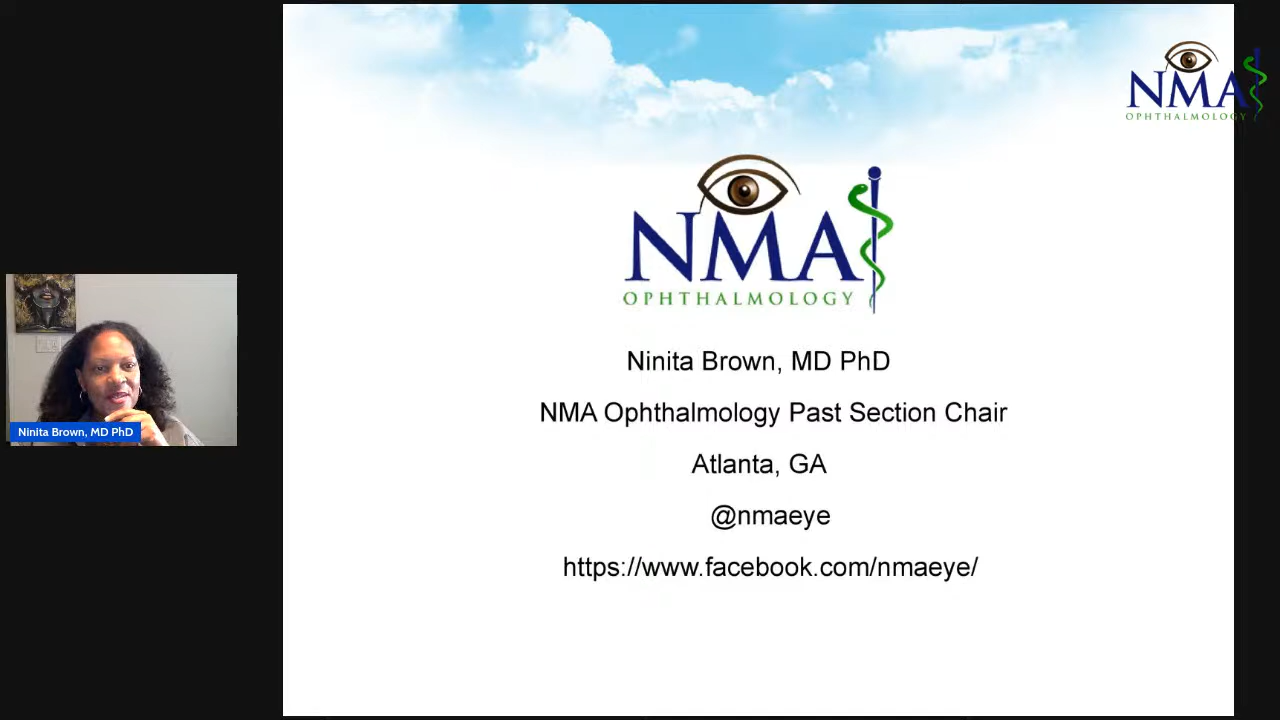 NMA
OPHTHALMOLOGY
NMA
OPHTHALMOLOGY
Ninita Brown, MD PhD
NMA Ophthalmology Past Section Chair
Atlanta, GA
@nmaeye
https://www.facebook.com/nmaeye/
Ninita Brown, MD PhD